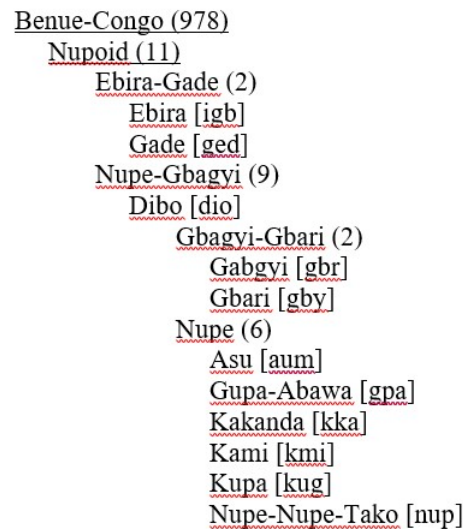 Benue-Congo (978)
Nupoid (11)
Ebira-Gade (2)
Ebira [igb]
Gade [ged]
Nupe-Gbagyi (9)
Dibo [dio]
Gbagyi-Gbari (2)
Gabgyi [gbr]
Gbari [gby]
Nupe (6)
Asu [aum]
Gupa-Abawa [gpa]
Kakanda [kka]
Kami [kmi]
Kupa [kug]
Nupe-Nupe-Tako [nup]